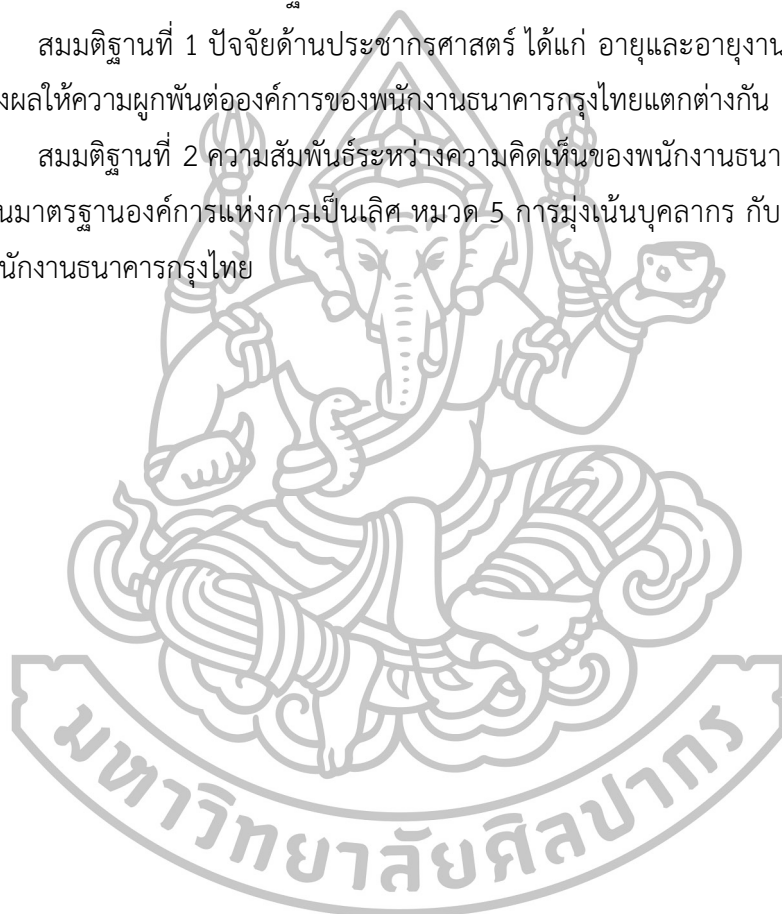 สมมติฐานที่ 1 ปัจจัยด้านประชากรศาสตร์ ได้แก่ อายุและอายุงาน
งผลให้ความผูกพันต่อองค์การของพนักงานธนาคารกรุงไทยแตกต่างกัน
สมมติฐานที่ 2 ความสัมพันธ์ระหว่างความคิดเห็นของพนักงานธนา
นมาตรฐานองค์การแห่งการเป็นเลิศ หมวด 5 การมุ่งเน้นบุคลากร กับ
นักงานธนาคารกรุงไทย
มหาวิทยาลัยศิลปากร